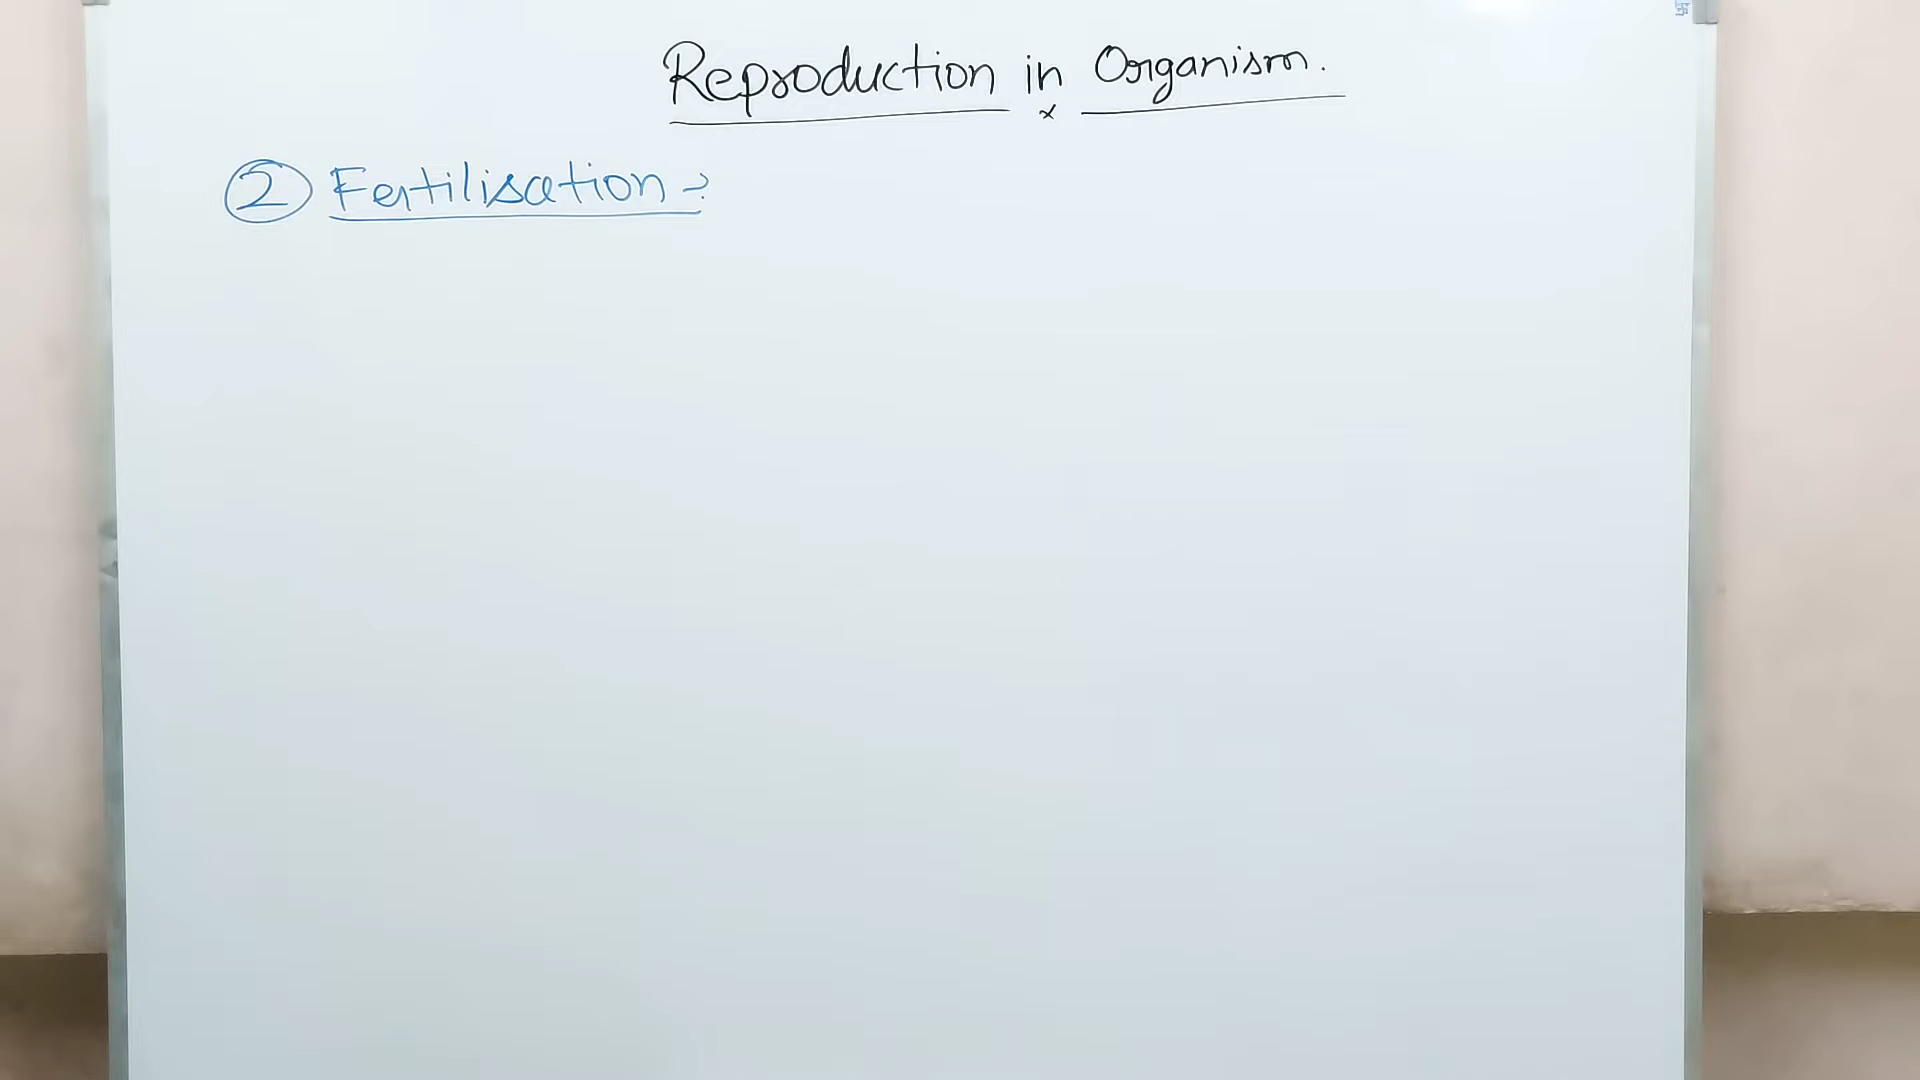 Reproduction in Organism.
x
② Fertilisation :-